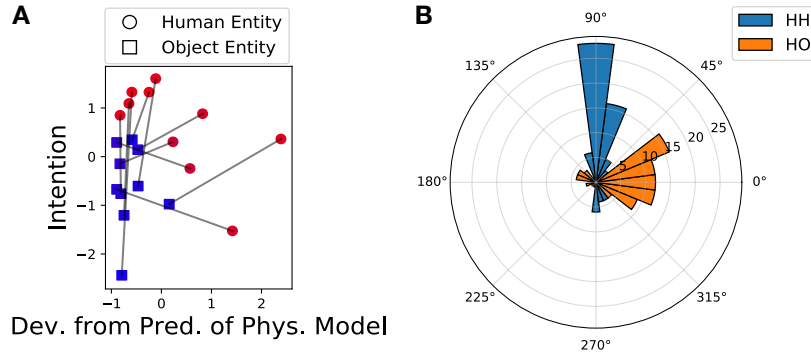 A
Human Entity
Object Entity
1
0
−1
−2
Intention
−1
0
1
2
Dev. from Pred. of Phys. Model
B
HH
HO
90°
135°
45°
5
10
15
20
25
180°
0°
225°
315°
270°